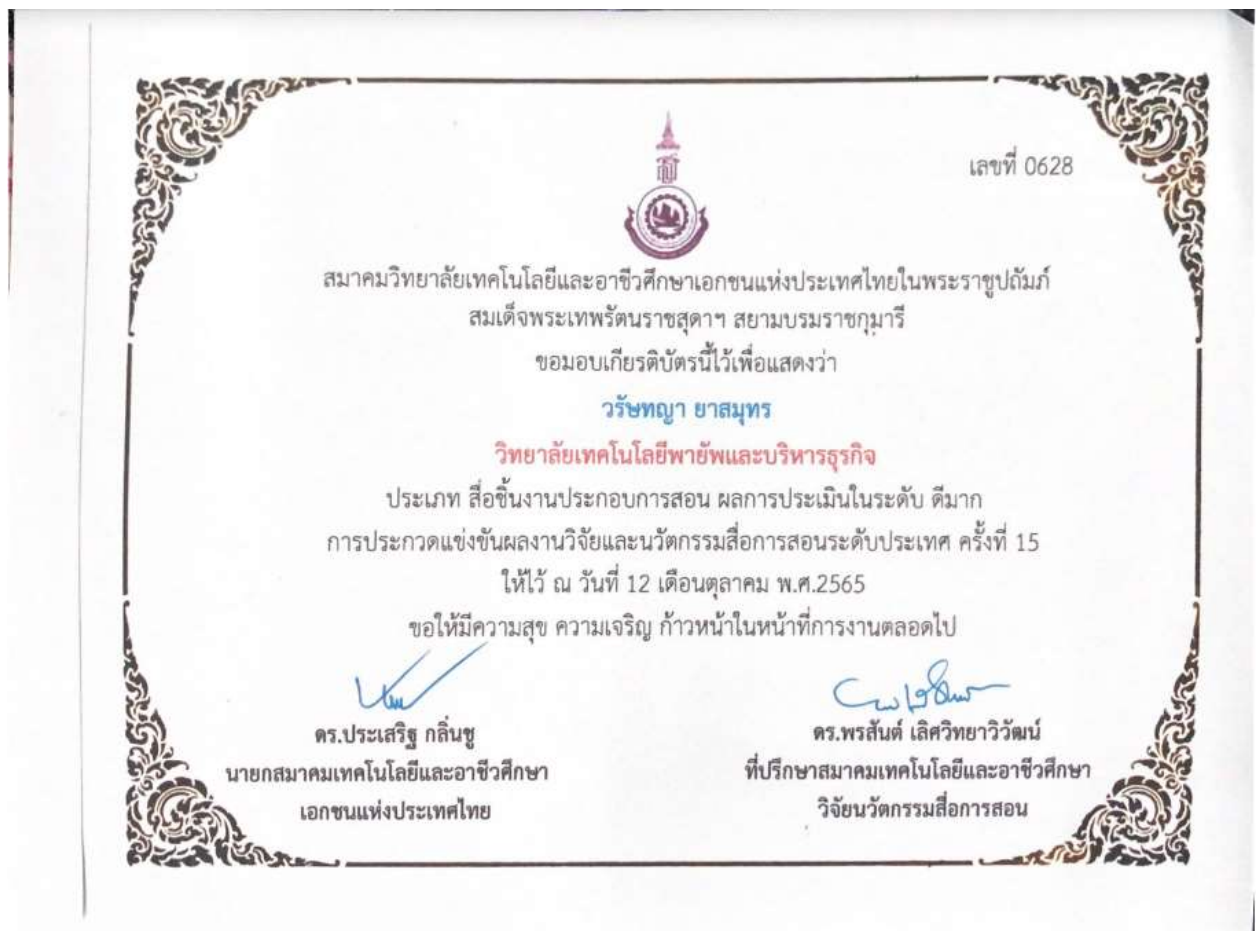 เลขที่ 0628
สมาคมวิทยาลัยเทคโนโลยีและอาชีวศึกษาเอกชนแห่งประเทศไทยในพระราชูปถัมภ์
สมเด็จพระเทพรัตนราชสุดาฯ สยามบรมราชกุมารี
ขอมอบเกียรติบัตรนี้ไว้เพื่อแสดงว่า
วรัษทญา ยาสมุทร
วิทยาลัยเทคโนโลยีพายัพและบริหารธุรกิจ
ประเภท สื่อชิ้นงานประกอบการสอน ผลการประเมินในระดับ ดีมาก
การประกวดแข่งขันผลงานวิจัยและนวัตกรรมสื่อการสอนระดับประเทศ ครั้งที่ 15
ให้ไว้ ณ วันที่ 12 เดือนตุลาคม พ.ศ.2565
ขอให้มีความสุข ความเจริญ ก้าวหน้าในหน้าที่การงานตลอดไป
ดร.ประเสริฐ กลิ่นชู
นายกสมาคมเทคโนโลยีและอาชีวศึกษา
เอกชนแห่งประเทศไทย
ดร.พรสันต์ เลิศวิทยาวิวัฒน์
ที่ปรึกษาสมาคมเทคโนโลยีและอาชีวศึกษา
วิจัยนวัตกรรมสื่อการสอน